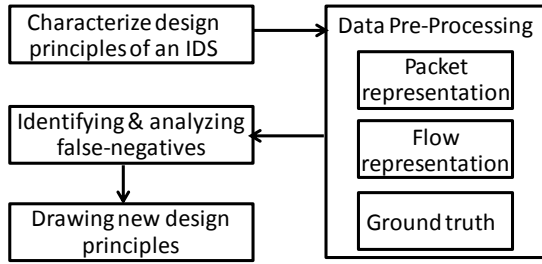 Characterize design
principles of an IDS
Data Pre-Processing
Packet
representation
Flow
representation
Ground truth
Identifying & analyzing
false-negatives
Drawing new design
principles